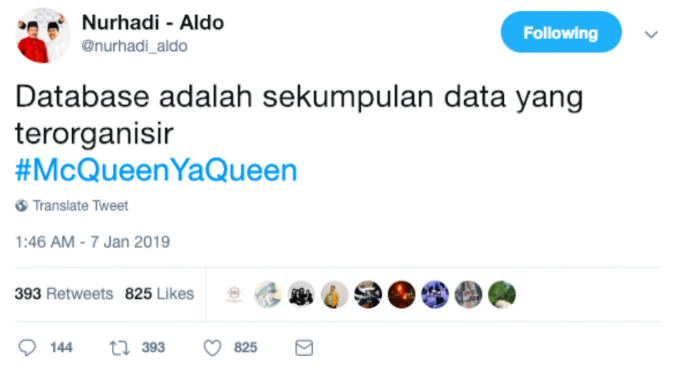 Nurhadi - Aldo
@nurhadi_aldo
Following
Database adalah sekumpulan data yang
terorganisir
#McQueenYaQueen
Translate Tweet
1:46 AM - 7 Jan 2019
393 Retweets 825 Likes
144 393 825